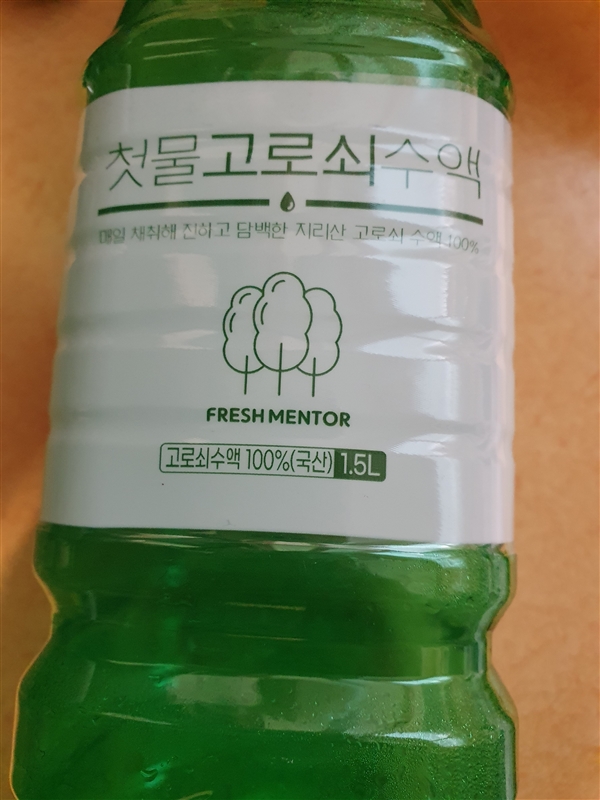 첫물고로쇠수액
매일 채취해 진하고 담백한 지리산 고로쇠 수액 100%
FRESH MENTOR
고로쇠수액 100%(국산) 1.5L